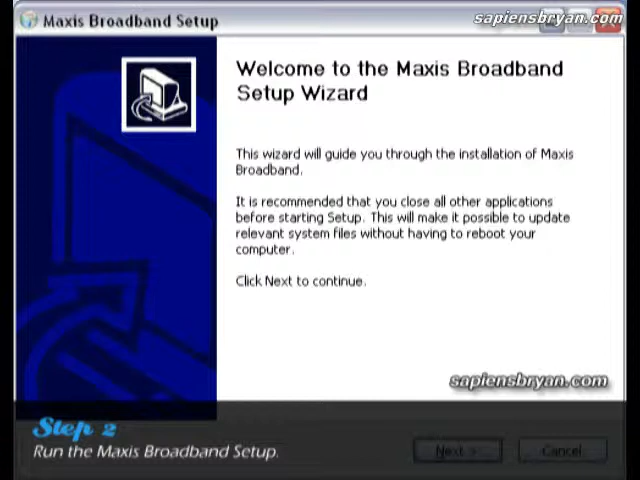 Maxis Broadband Setup
sapiensbryan.com
Welcome to the Maxis Broadband
Setup Wizard
This wizard will guide you through the installation of Maxis
Broadband.
It is recommended that you close all other applications
before starting Setup. This will make it possible to update
relevant system files without having to reboot your
computer.
Click Next to continue.
sapiensbryan.com
Step 2
Run the Maxis Broadband Setup.
Next >
Cancel